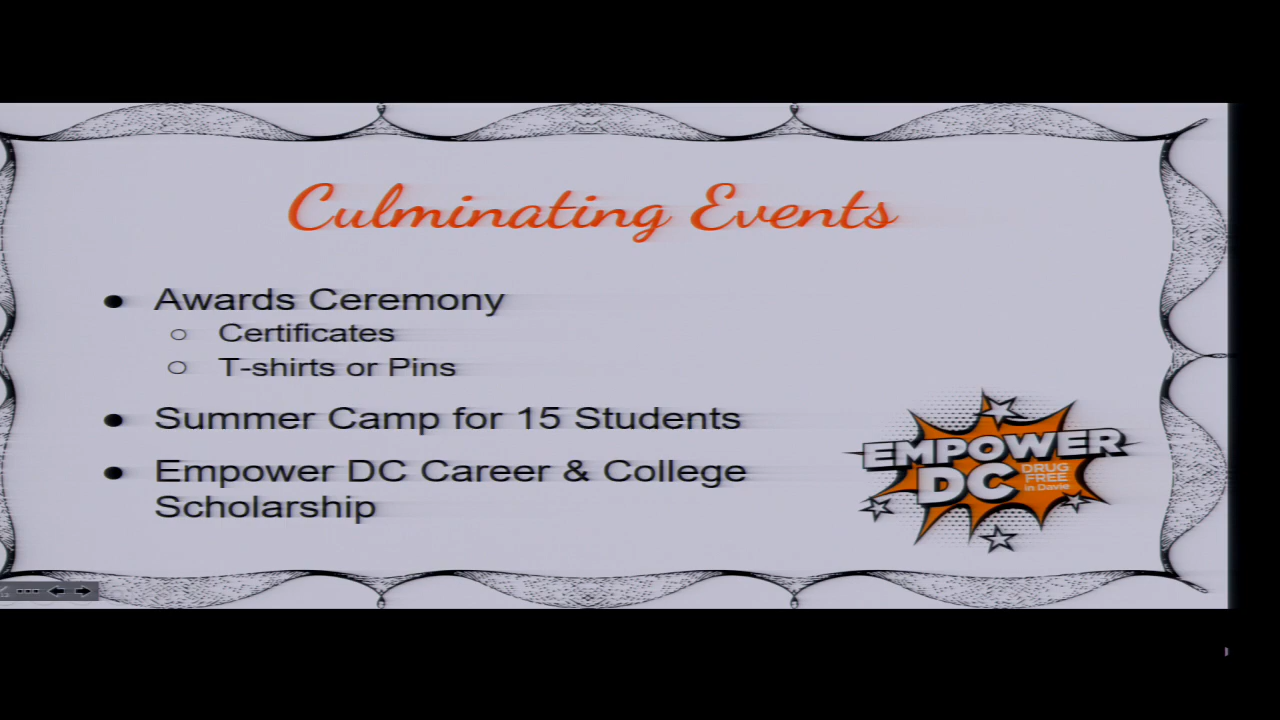 Culminating Events
● Awards Ceremony
○ Certificates
○ T-shirts or Pins
● Summer Camp for 15 Students
● Empower DC Career & College
Scholarship
EMPOWER
DC DRUG
FREE
in Davie